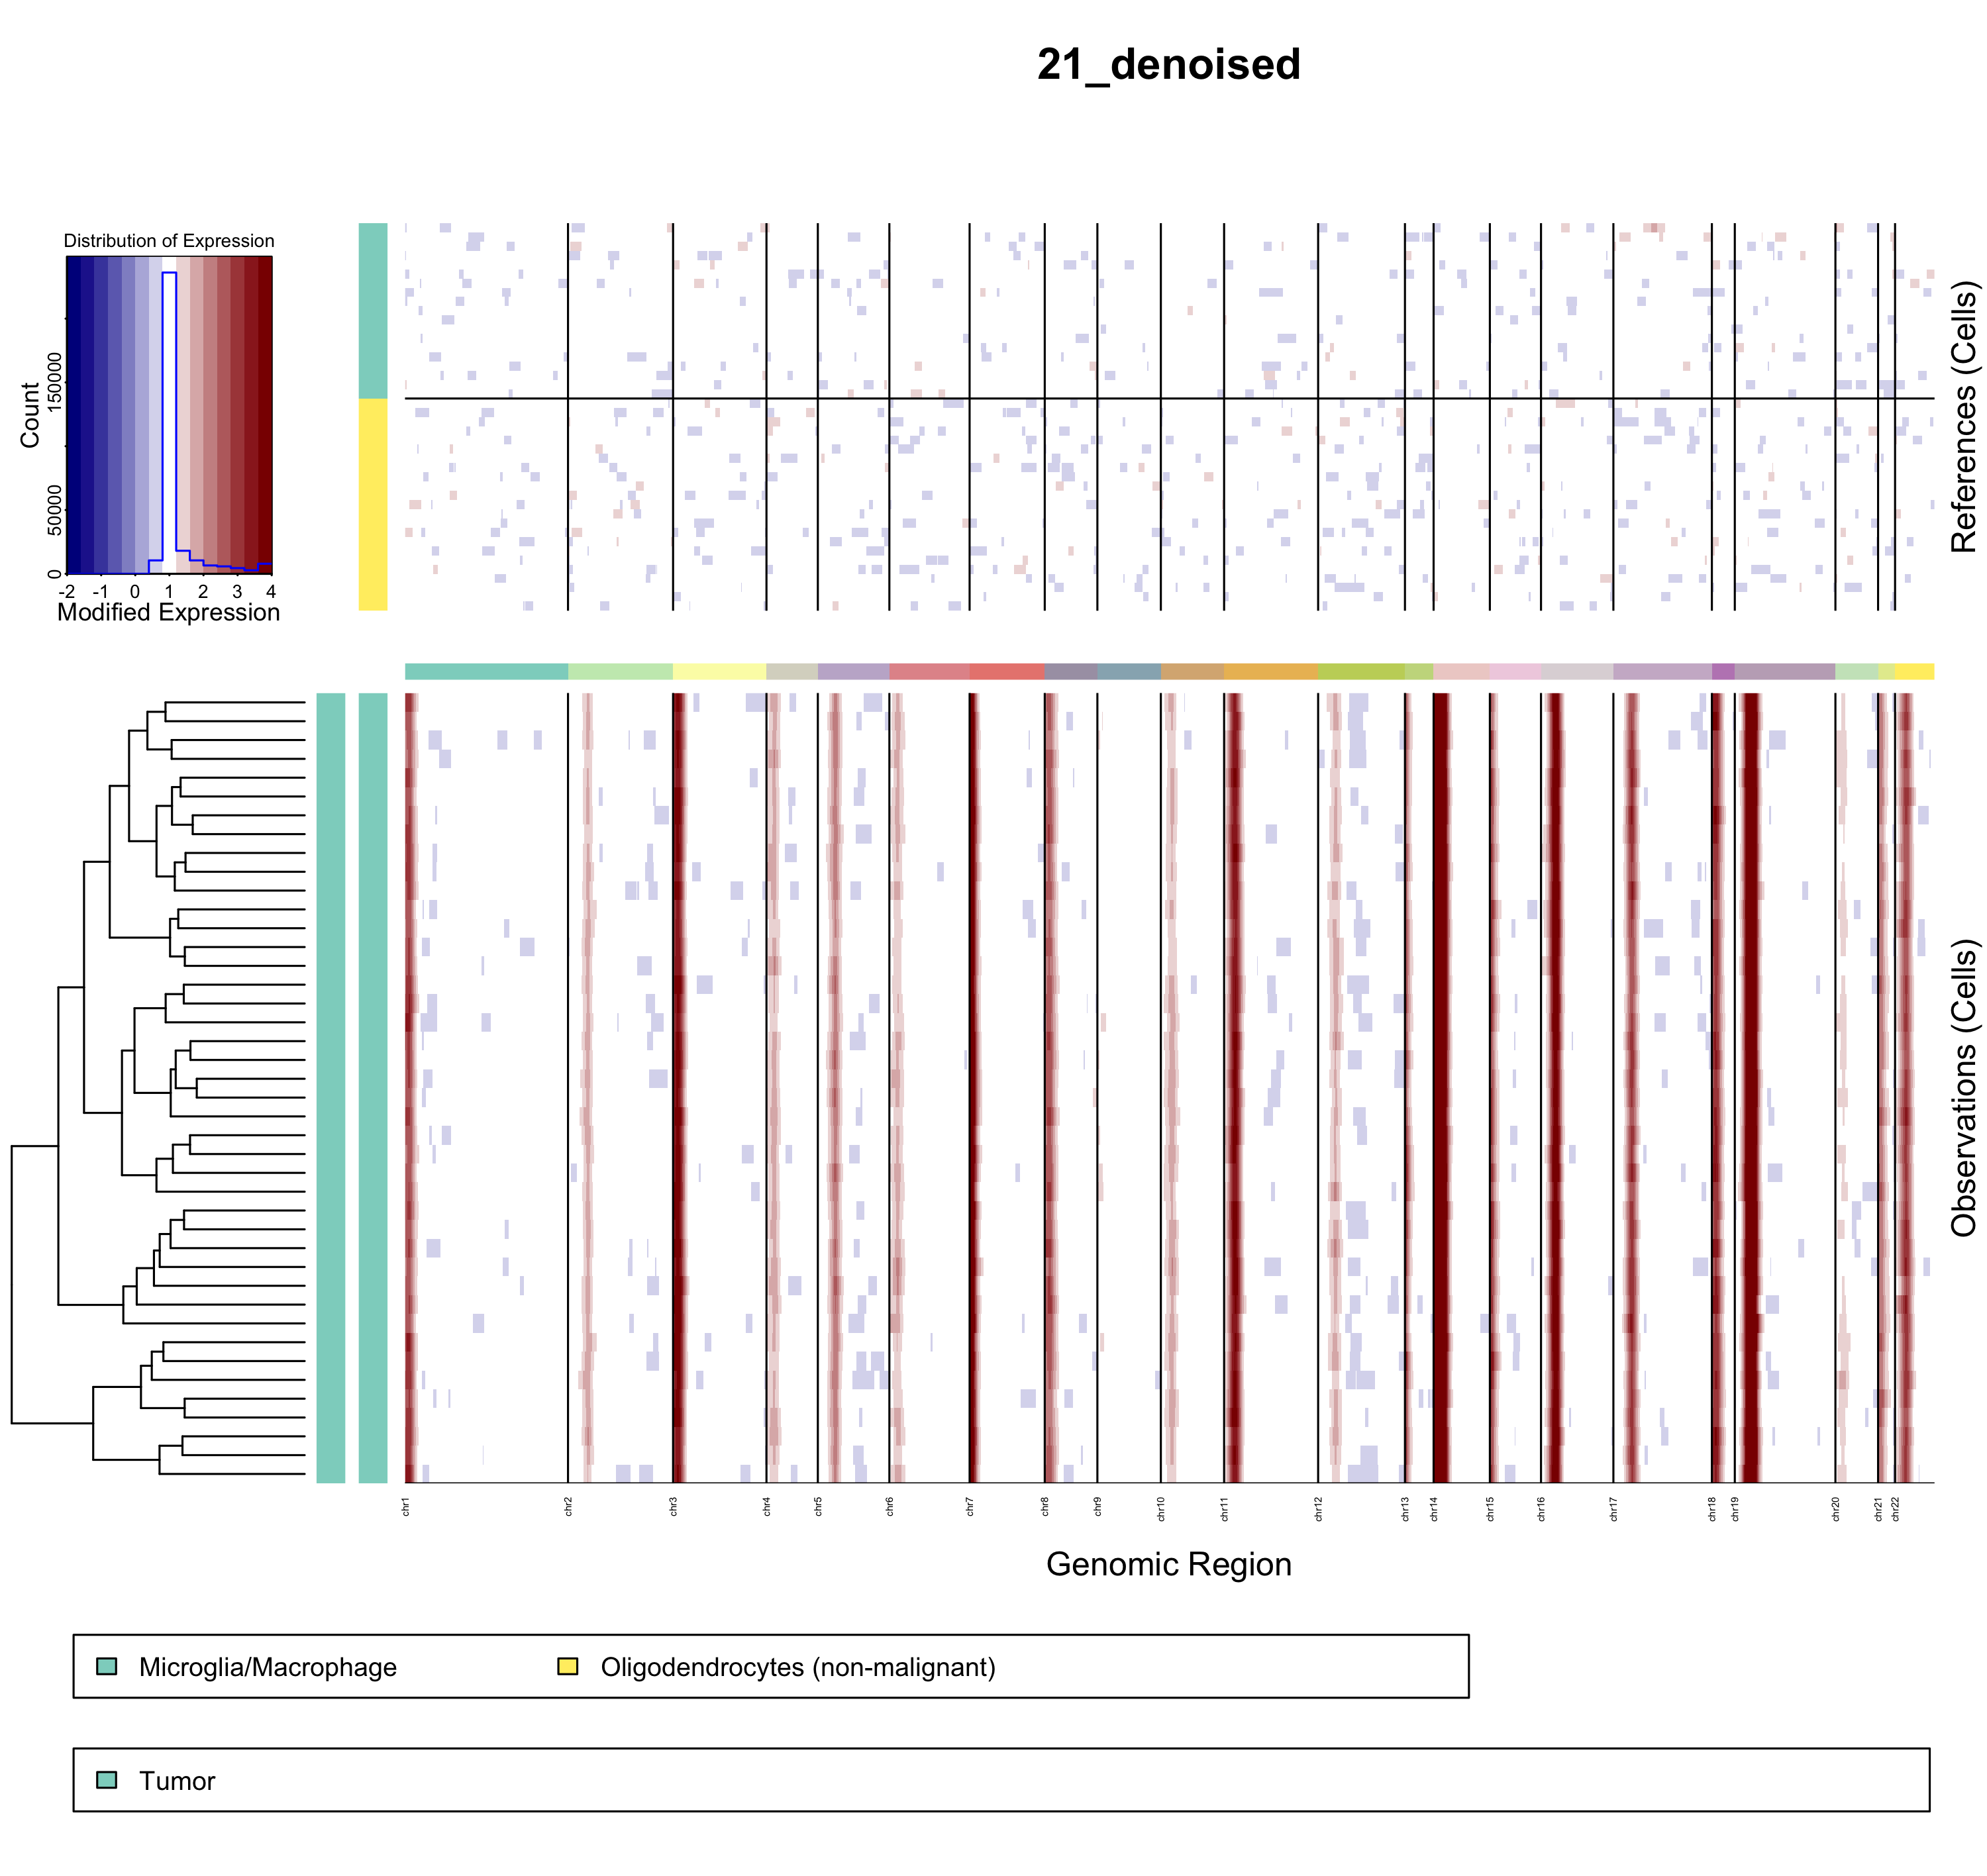 21_denoised
Distribution of Expression
Count
0
50000
150000
-2 -1 0 1 2 3 4
Modified Expression
References (Cells)
Observations (Cells)
chr1 chr2 chr3 chr4 chr5 chr6 chr7 chr8 chr9 chr10 chr11 chr12 chr13 chr14 chr15 chr16 chr17 chr18 chr19 chr20 chr21 chr22
Genomic Region
Microglia/Macrophage Oligodendrocytes (non-malignant)
Tumor